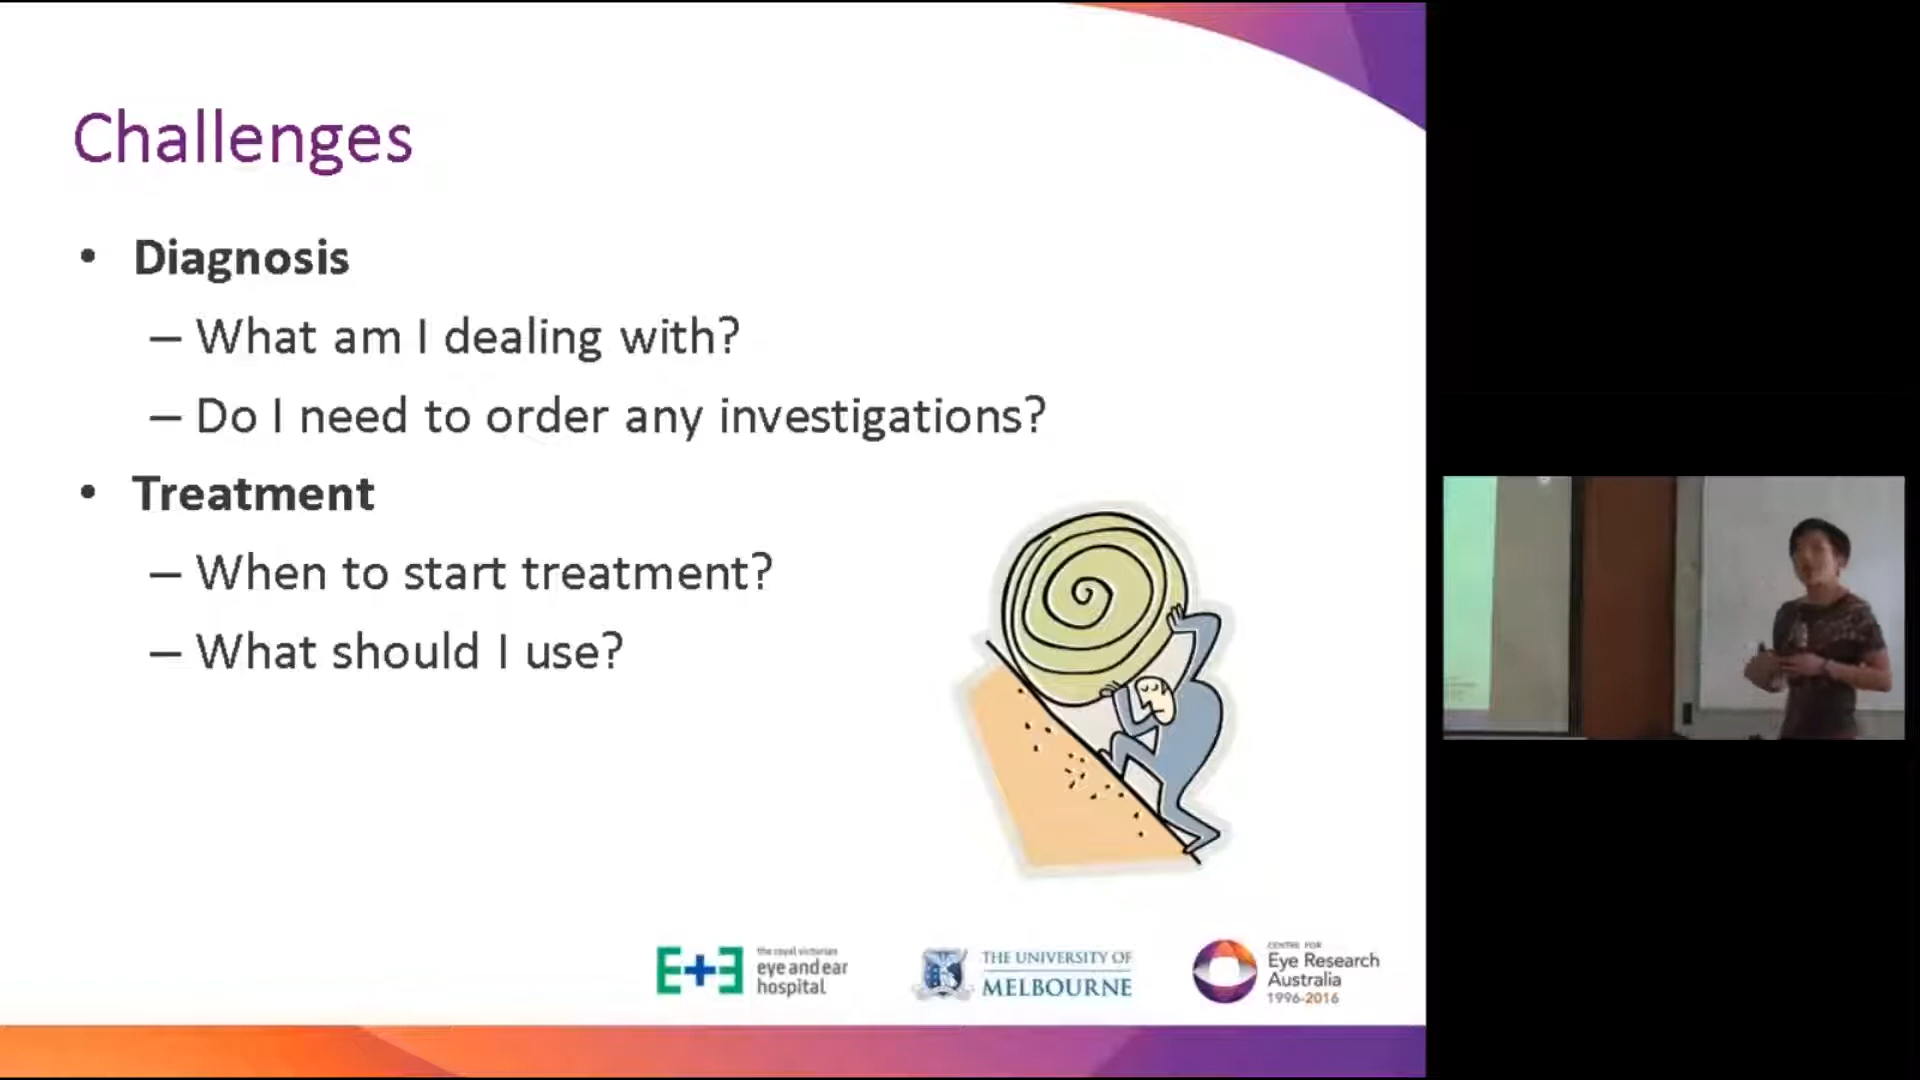 Challenges
• Diagnosis
– What am I dealing with?
– Do I need to order any investigations?
• Treatment
– When to start treatment?
– What should I use?
E+E
the royal victorian
eye and ear
hospital
THE UNIVERSITY OF
MELBOURNE
CENTRE FOR
Eye Research
Australia
1996-2016